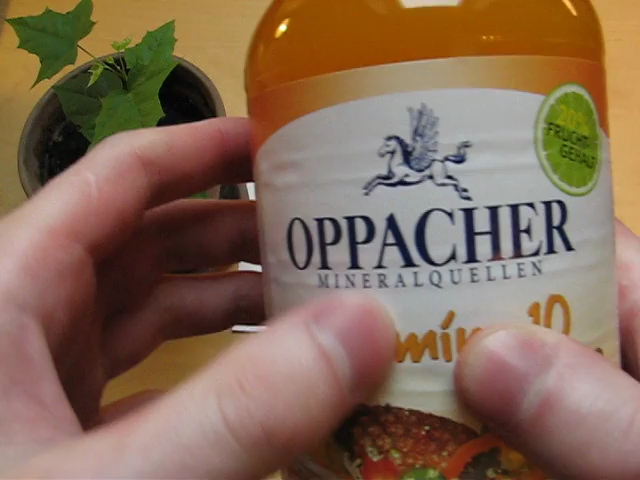 20%
FRUCHT-
GEHALT
OPPACHER
MINERALQUELLEN
10